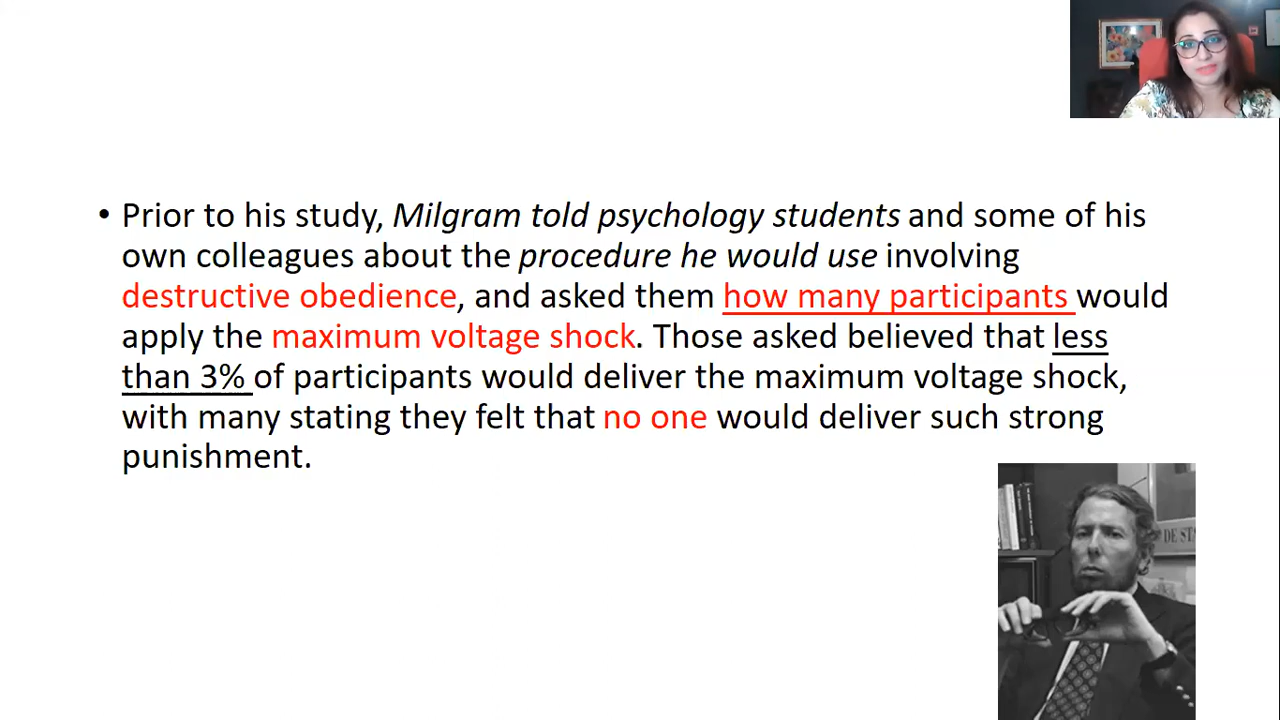 • Prior to his study, Milgram told psychology students and some of his
own colleagues about the procedure he would use involving
destructive obedience, and asked them how many participants would
apply the maximum voltage shock. Those asked believed that less
than 3% of participants would deliver the maximum voltage shock,
with many stating they felt that no one would deliver such strong
punishment.
DE ST